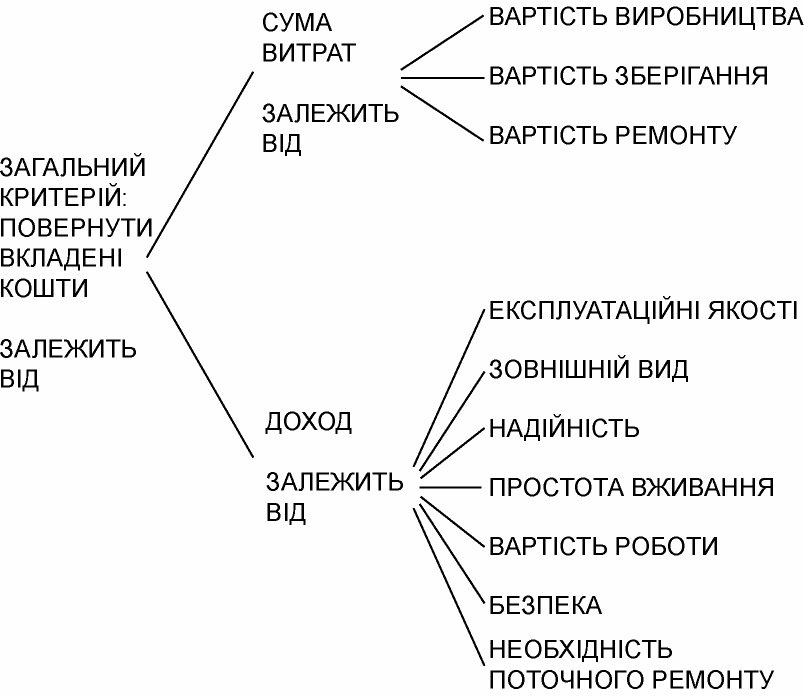 ЗАГАЛЬНИЙ
КРИТЕРІЙ:
ПОВЕРНУТИ
ВКЛАДЕНІ
КОШТИ
ЗАЛЕЖИТЬ
ВІД
СУМА
ВИТРАТ
ЗАЛЕЖИТЬ
ВІД
ВАРТІСТЬ ВИРОБНИЦТВА
ВАРТІСТЬ ЗБЕРІГАННЯ
ВАРТІСТЬ РЕМОНТУ
ДОХОД
ЗАЛЕЖИТЬ
ВІД
ЕКСПЛУАТАЦІЙНІ ЯКОСТІ
ЗОВНІШНІЙ ВИД
НАДІЙНІСТЬ
ПРОСТОТА ВЖИВАННЯ
ВАРТІСТЬ РОБОТИ
БЕЗПЕКА
НЕОБХІДНІСТЬ
ПОТОЧНОГО РЕМОНТУ